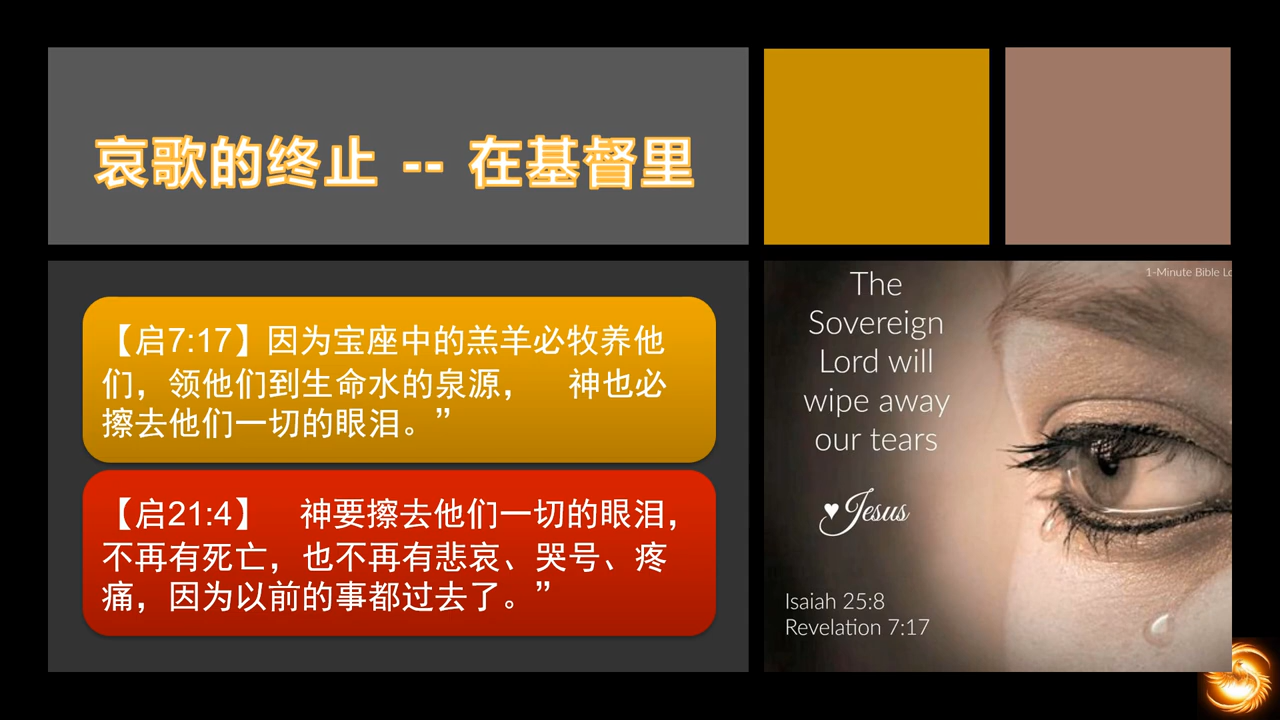 哀歌的终止 -- 在基督里
【启7:17】因为宝座中的羔羊必牧养他
们，领他们到生命水的泉源，　神也必
擦去他们一切的眼泪。”
【启21:4】　神要擦去他们一切的眼泪，
不再有死亡，也不再有悲哀、哭号、疼
痛，因为以前的事都过去了。”
1-Minute Bible Lo
The
Sovereign
Lord will
wipe away
our tears
♥Jesus
Isaiah 25:8
Revelation 7:17